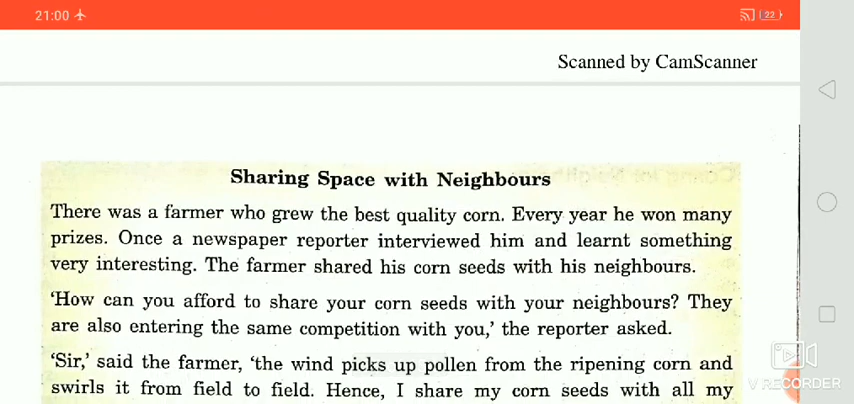 21:00
22
Scanned by CamScanner
Sharing Space with Neighbours
There was a farmer who grew the best quality corn. Every year he won many
prizes. Once a newspaper reporter interviewed him and learnt something
very interesting. The farmer shared his corn seeds with his neighbours.
‘How can you afford to share your corn seeds with your neighbours? They
are also entering the same competition with you,’ the reporter asked.
‘Sir,’ said the farmer, ‘the wind picks up pollen from the ripening corn and
swirls it from field to field. Hence, I share my corn seeds with all my
V RECORDER